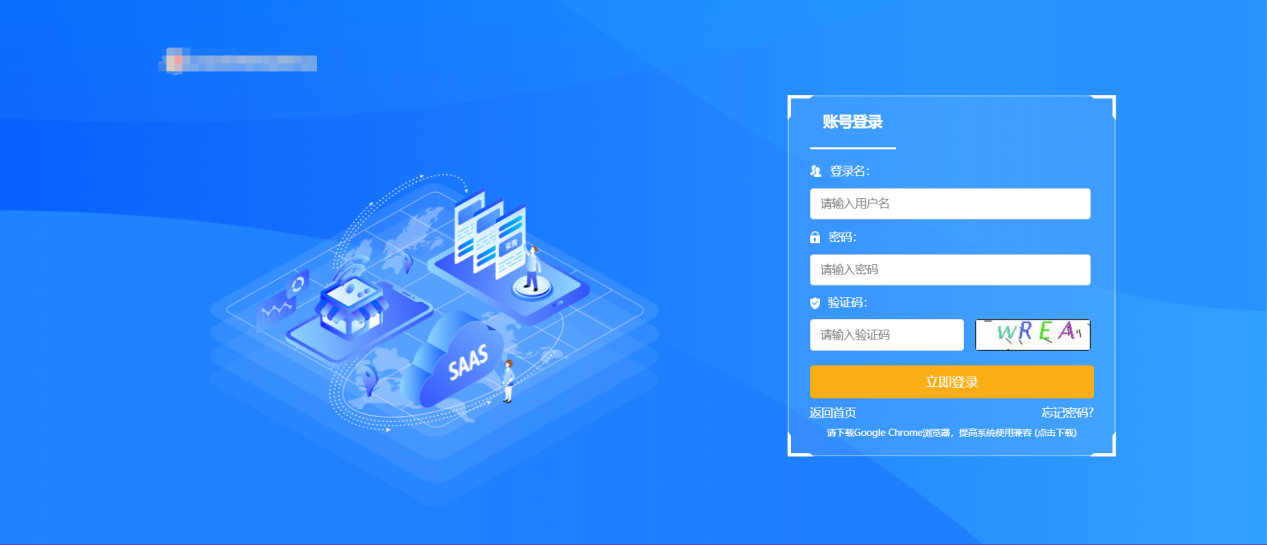 账号登录
登录名:
请输入用户名
密码:
请输入密码
验证码:
请输入验证码
WREA
立即登录
返回首页 忘记密码?
请下载Google Chrome浏览器，提高系统使用兼容 (点击下载)
采购
SAAS